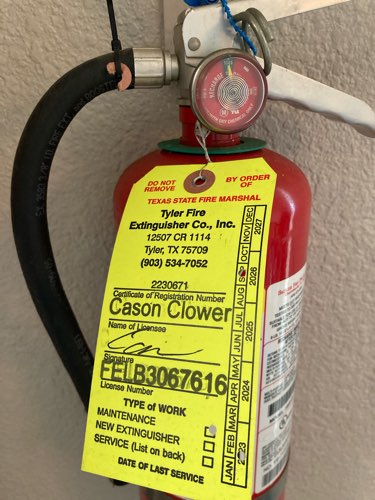 DO NOT REMOVE
BY ORDER OF
TEXAS STATE FIRE MARSHAL
Tyler Fire
Extinguisher Co., Inc.
12507 CR 1114
Tyler, TX 75709
(903) 534-7052
2230671
Certificate of Registration Number
Cason Clower
Name of Licensee
Signature
FELB3067616
License Number
TYPE of WORK
MAINTENANCE
NEW EXTINGUISHER
SERVICE (List on back)
DATE OF LAST SERVICE
JAN FEB MAR APR MAY JUN JUL AUG OCT NOV DEC
2024 2025 2026 2027
RECHARGE